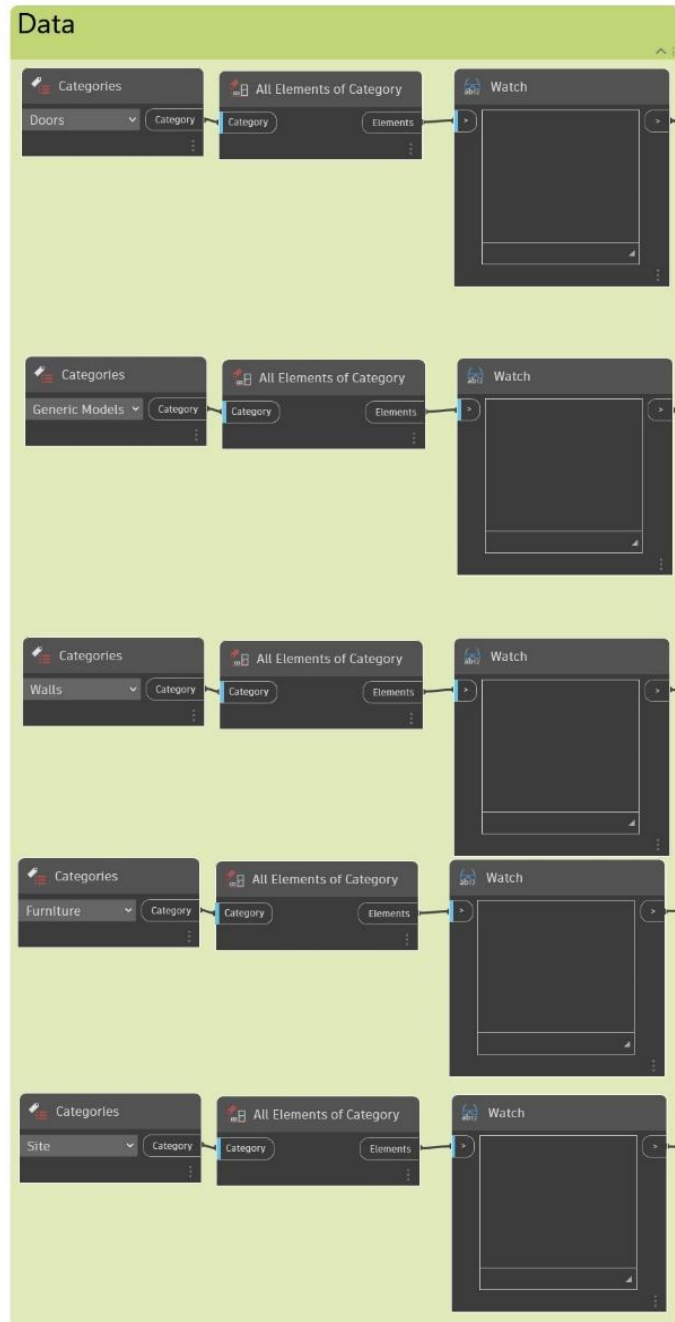 Data
Categories
Doors Category
All Elements of Category
Category Elements
Watch
> >
Categories
Generic Models Category
All Elements of Category
Category Elements
Watch
> >
Categories
Walls Category
All Elements of Category
Category Elements
Watch
> >
Categories
Furniture Category
All Elements of Category
Category Elements
Watch
> >
Categories
Site Category
All Elements of Category
Category Elements
Watch
> >